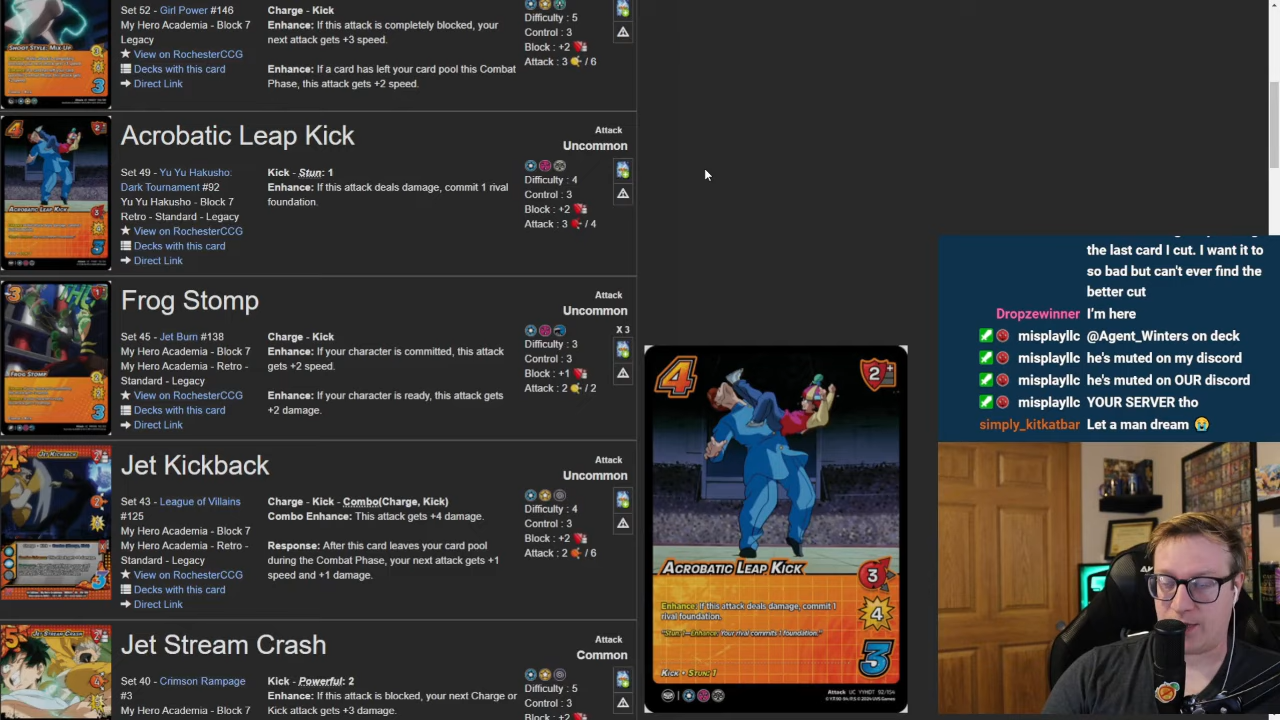 Set 52 - Girl Power #146
My Hero Academia - Block 7
Legacy
View on RochesterCCG
Decks with this card
Direct Link
Charge - Kick
Enhance: If this attack is completely blocked, your
next attack gets +3 speed.
Difficulty : 5
Control : 3
Block : +2
Attack : 3 / 6
Acrobatic Leap Kick
Attack
Uncommon
Set 49 - Yu Yu Hakusho:
Dark Tournament #92
Yu Yu Hakusho - Block 7
Retro - Standard - Legacy
View on RochesterCCG
Decks with this card
Direct Link
Kick - Stun: 1
Enhance: If this attack deals damage, commit 1 rival
foundation.
Difficulty : 4
Control : 3
Block : +2
Attack : 3 / 4
Frog Stomp
Attack
Uncommon
X 3
Set 45 - Jet Burn #138
My Hero Academia - Block 7
My Hero Academia - Retro -
Standard - Legacy
View on RochesterCCG
Decks with this card
Direct Link
Charge - Kick
Enhance: If your character is committed, this attack
gets +2 speed.
Enhance: If your character is ready, this attack gets
+2 damage.
Difficulty : 3
Control : 3
Block : +1
Attack : 2 / 2
Jet Kickback
Attack
Uncommon
Set 43 - League of Villains
#125
My Hero Academia - Block 7
My Hero Academia - Retro -
Standard - Legacy
View on RochesterCCG
Decks with this card
Direct Link
Charge - Kick - Combo(Charge, Kick)
Combo Enhance: This attack gets +4 damage.
Response: After this card leaves your card pool
during the Combat Phase, your next attack gets +1
speed and +1 damage.
Difficulty : 4
Control : 3
Block : +2
Attack : 2 / 6
Jet Stream Crash
Common
Set 40 - Crimson Rampage
#3
My Hero Academia - Block 7
Kick - Powerful: 2
Enhance: If this attack is blocked, your next Charge or
Kick attack gets +3 damage.
Difficulty : 5
Control : 3
Block : +2
4
2
+
ACROBATIC LEAP KICK
3
Enhance: If this attack deals damage, commit 1
rival foundation.
"Stun: 1—Enhance: Your rival commits 1 foundation."
4
3
Kick • Stun: 1
Attack UC YYHDT 92/154
the last card I cut. I want it to
so bad but can't ever find the
better cut
Dropzewinner I'm here
misplayllc @Agent_Winters on deck
misplayllc he's muted on my discord
misplayllc he muted on UR discord
misplayllc YOUR SERVER tho
simply_kitkatbar Let a man dream 😭